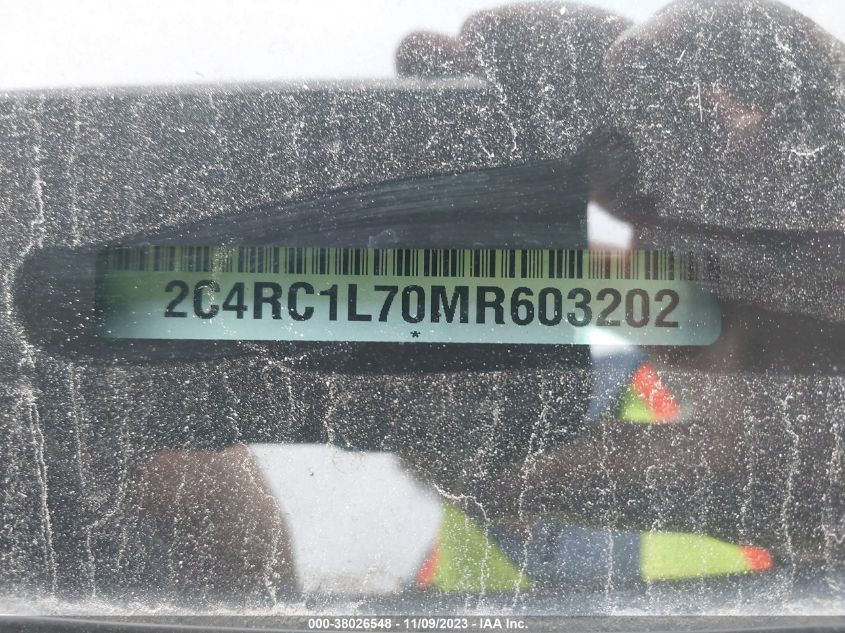 2C4RC1L70MR603202
*
000-38026548 - 11/09/2023 - IAA Inc.